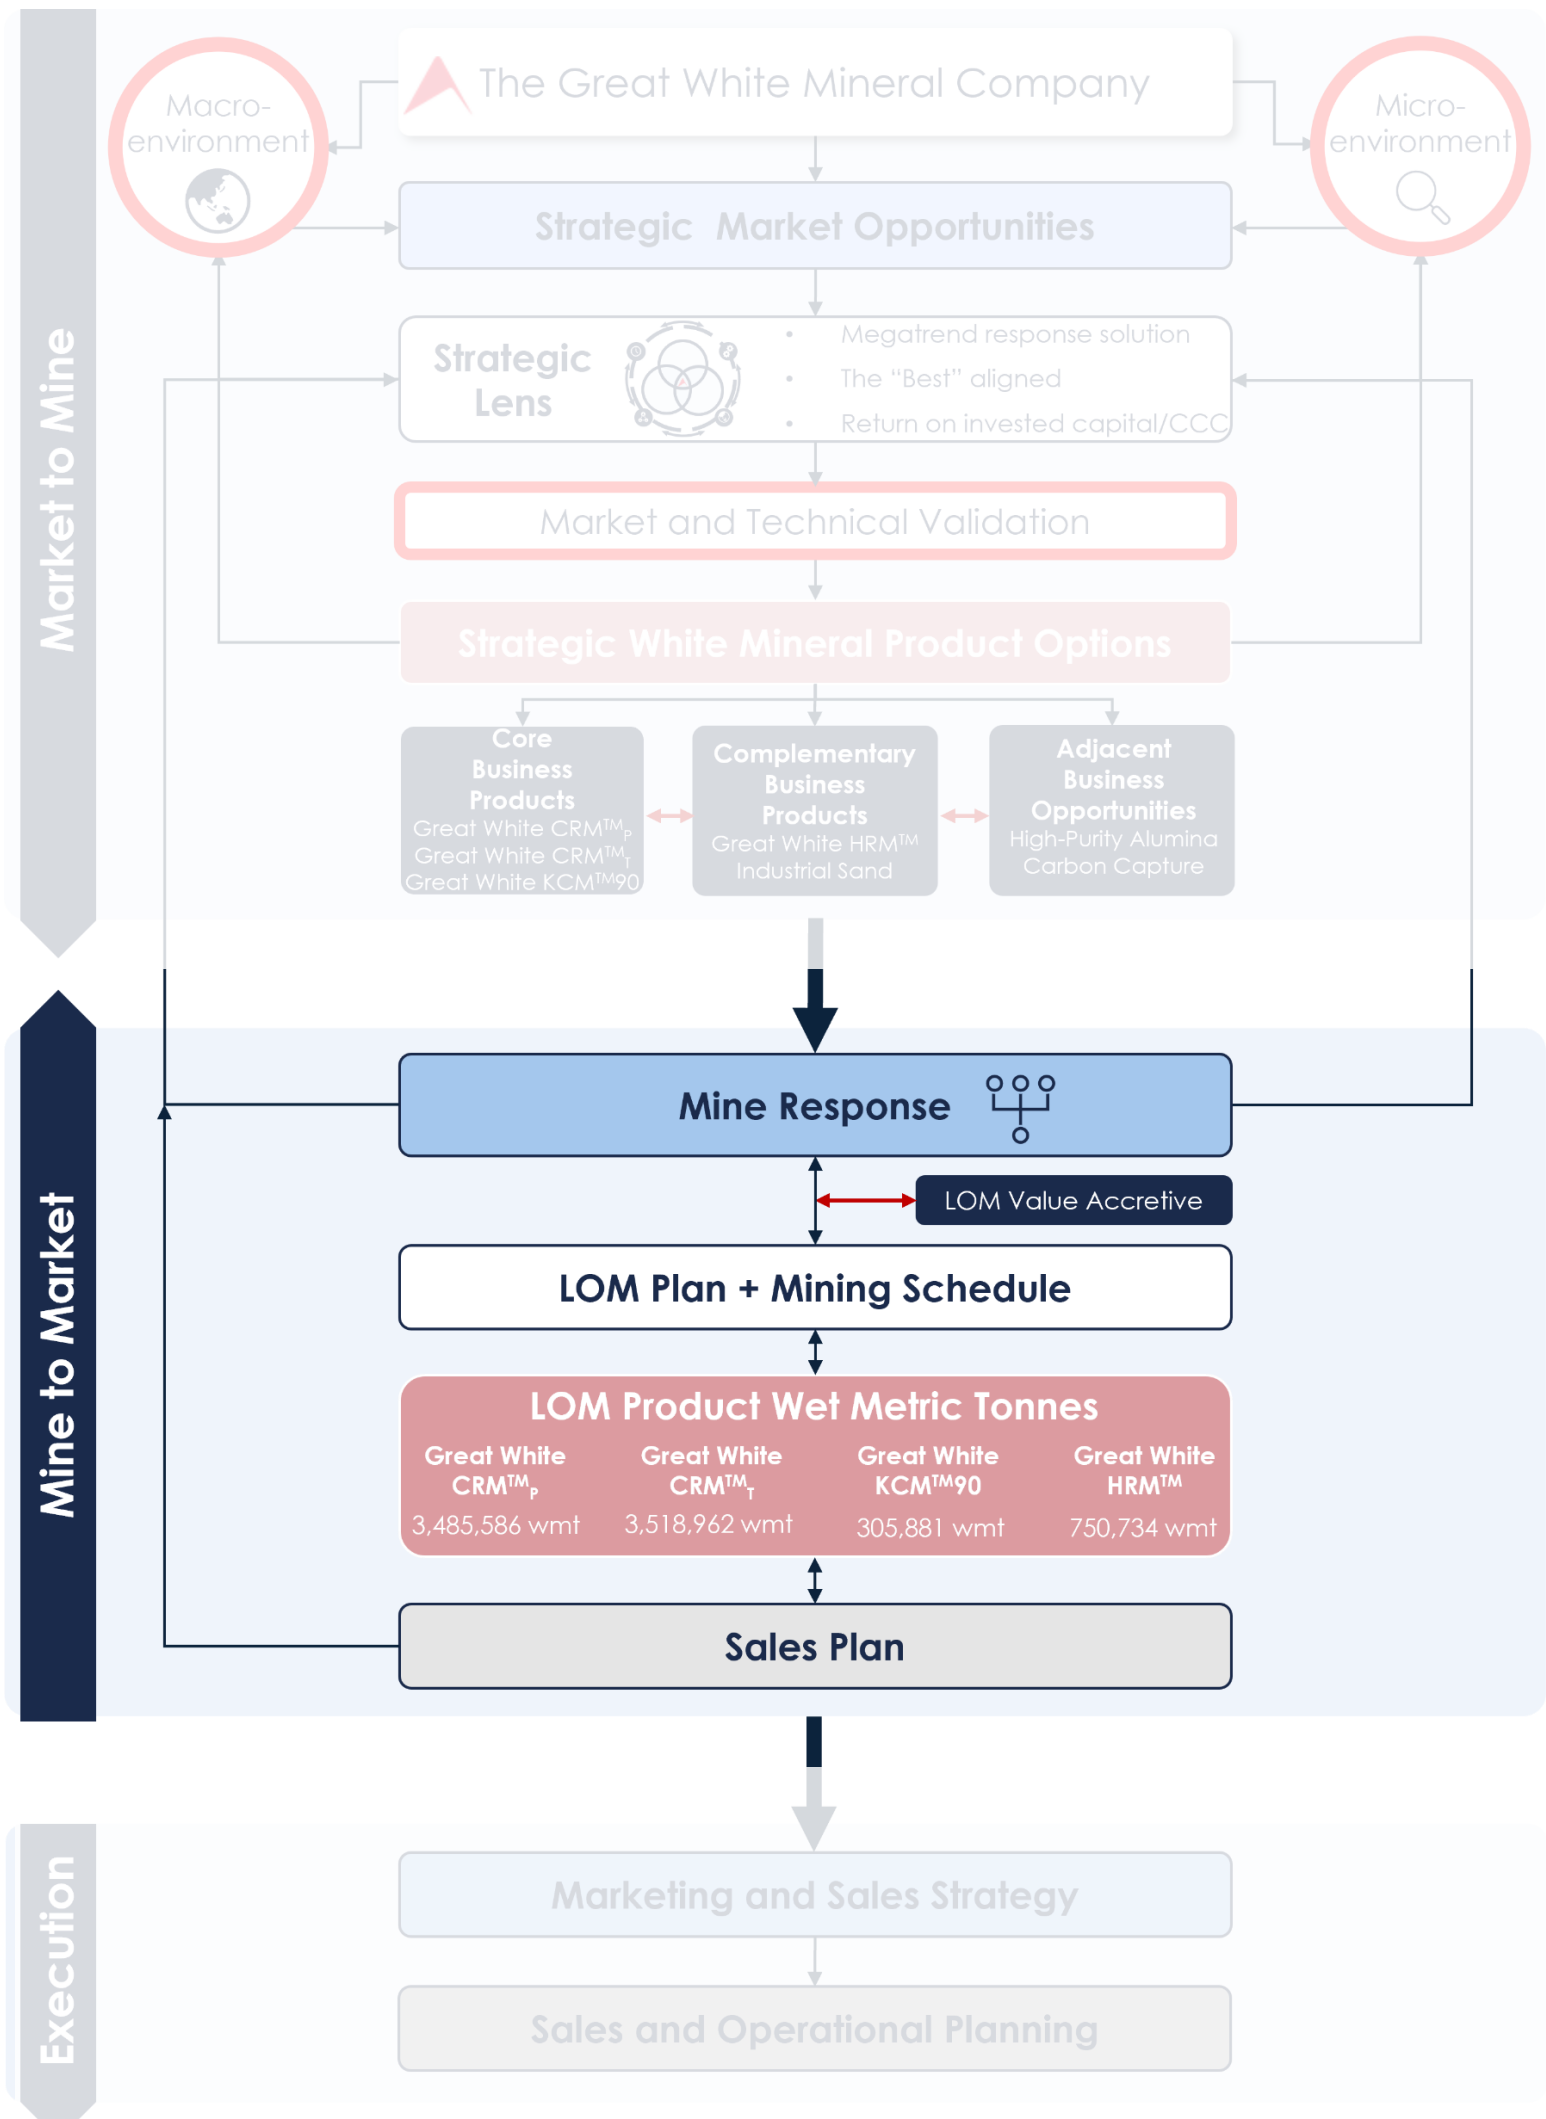 Market to Mine
The Great White Mineral Company
Macro-
environment
Micro-
environment
Strategic  Market Opportunities
Strategic
Lens
• Megatrend response solution
• The “Best” aligned
• Return on invested capital/CCC
Market and Technical Validation
Strategic White Mineral Product Options
Core
Business
Products
Great White CRM™P
Great White CRM™T
Great White KCM™90
Complementary
Business
Products
Great White HRM™
Industrial Sand
Adjacent
Business
Opportunities
High-Purity Alumina
Carbon Capture
Mine to Market
Mine Response
LOM Value Accretive
LOM Plan + Mining Schedule
LOM Product Wet Metric Tonnes
Great White
CRM™P
3,485,586 wmt
Great White
CRM™T
3,518,962 wmt
Great White
KCM™90
305,881 wmt
Great White
HRM™
750,734 wmt
Sales Plan
Execution
Marketing and Sales Strategy
Sales and Operational Planning